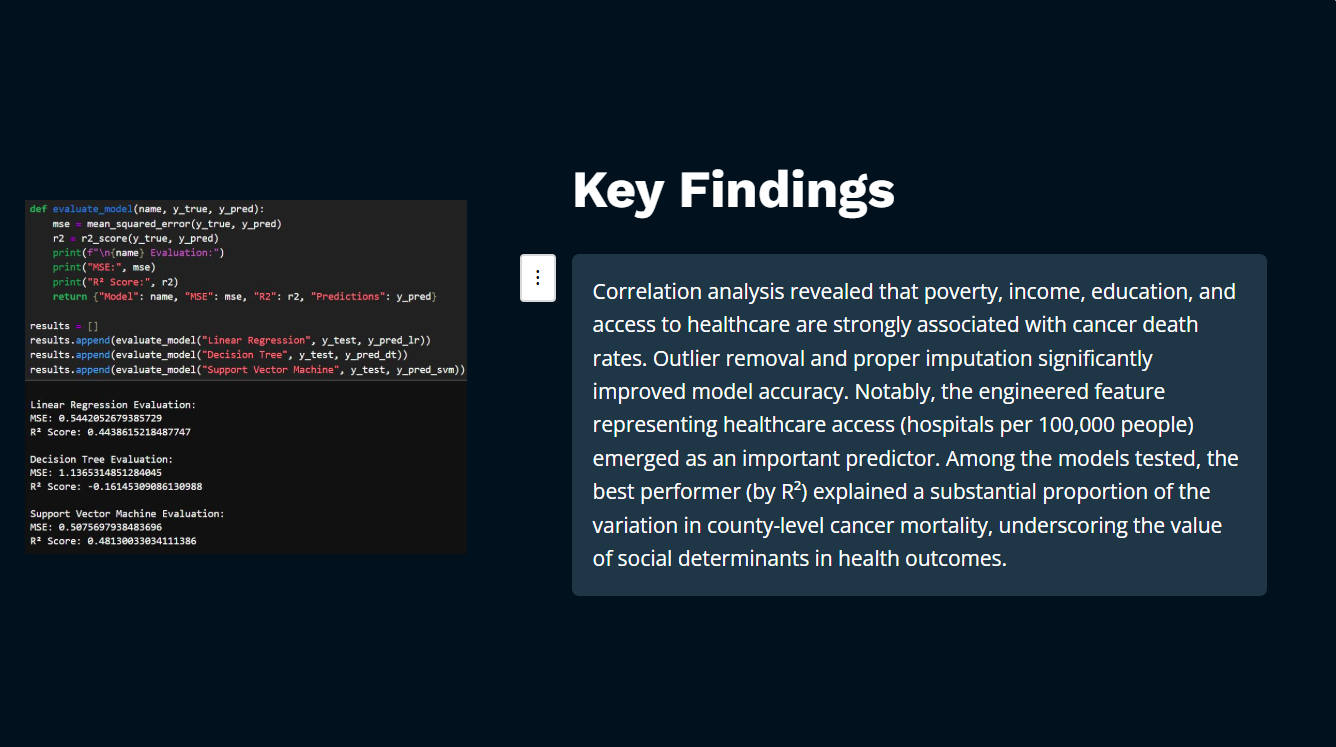 def evaluate_model(name, y_true, y_pred):
    mse = mean_squared_error(y_true, y_pred)
    r2 = r2_score(y_true, y_pred)
    print(f"\n{name} Evaluation:")
    print("MSE:", mse)
    print("R² Score:", r2)
    return {"Model": name, "MSE": mse, "R2": r2, "Predictions": y_pred}
results = []
results.append(evaluate_model("Linear Regression", y_test, y_pred_lr))
results.append(evaluate_model("Decision Tree", y_test, y_pred_dt))
results.append(evaluate_model("Support Vector Machine", y_test, y_pred_svm))
Linear Regression Evaluation:
MSE: 0.5442052679385729
R² Score: 0.4438615218487747
Decision Tree Evaluation:
MSE: 1.1365314851284045
R² Score: -0.16145309086130988
Support Vector Machine Evaluation:
MSE: 0.5075697938483696
R² Score: 0.48130033034111386
Key Findings
Correlation analysis revealed that poverty, income, education, and
access to healthcare are strongly associated with cancer death
rates. Outlier removal and proper imputation significantly
improved model accuracy. Notably, the engineered feature
representing healthcare access (hospitals per 100,000 people)
emerged as an important predictor. Among the models tested, the
best performer (by R²) explained a substantial proportion of the
variation in county-level cancer mortality, underscoring the value
of social determinants in health outcomes.